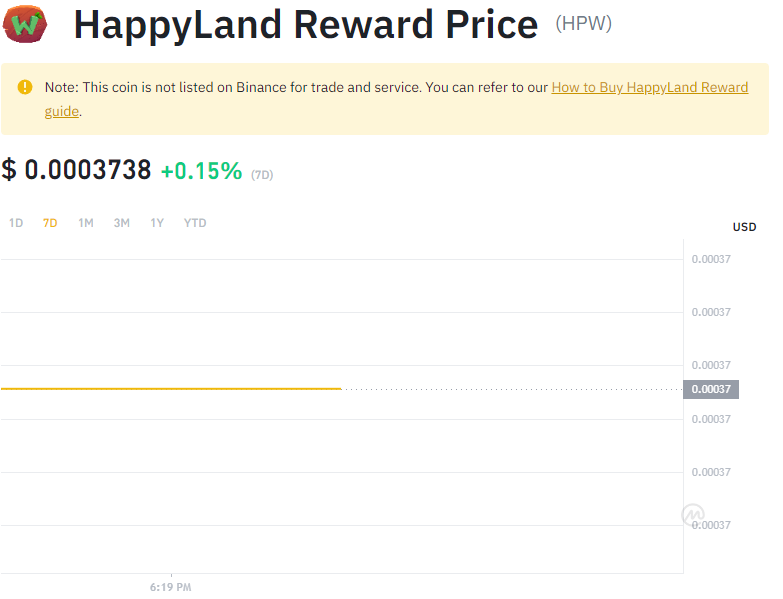 W
HappyLand Reward Price (HPW)
Note: This coin is not listed on Binance for trade and service. You can refer to our How to Buy HappyLand Reward
guide.
$ 0.0003738 +0.15% (7D)
1D 7D 1M 3M 1Y YTD
USD
0.00037
0.00037
0.00037
0.00037
0.00037
0.00037
0.00037
6:19 PM